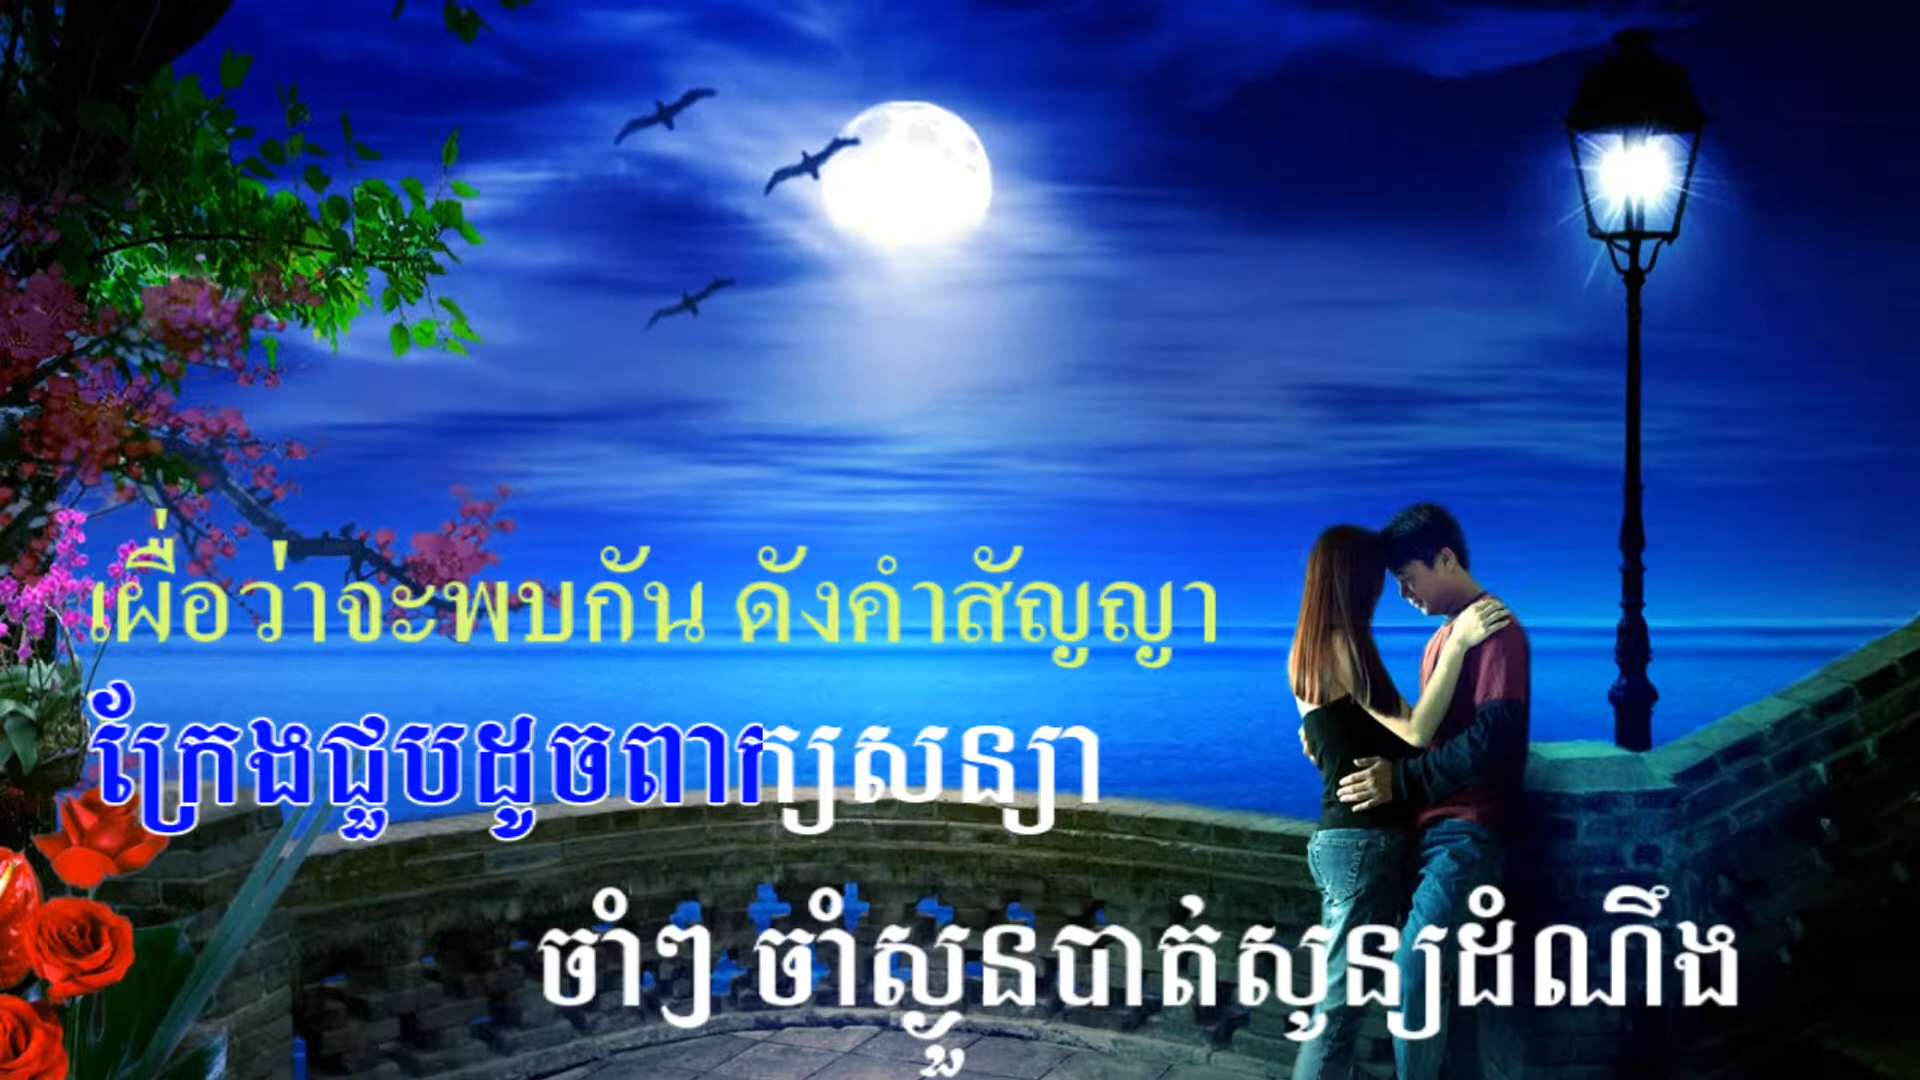 เผื่อว่าจะพบกัน ดังคำสัญญา
ក្រែងជួបដូចពាក្យសន្យា
ចាំៗ ចាំស្ងួនបាត់សូន្យដំណឹង